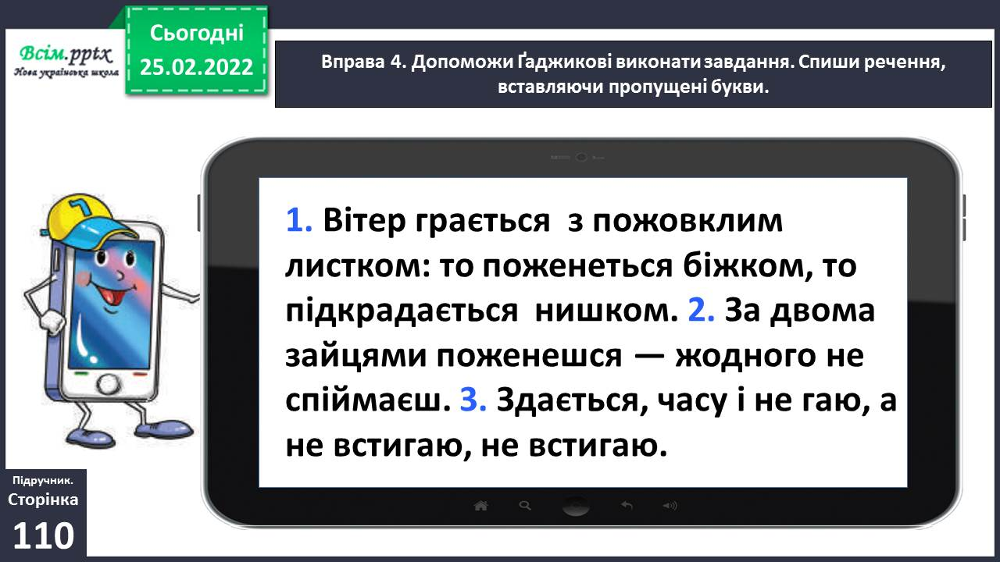 Всім.pptx
Нова українська школа
Сьогодні
25.02.2022
Вправа 4. Допоможи Ґаджикові виконати завдання. Спиши речення,
вставляючи пропущені букви.
1. Вітер грається з пожовклим
листком: то поженеться біжком, то
підкрадається нишком. 2. За двома
зайцями поженешся — жодного не
спіймаєш. 3. Здається, часу і не гаю, а
не встигаю, не встигаю.
Підручник.
Сторінка
110